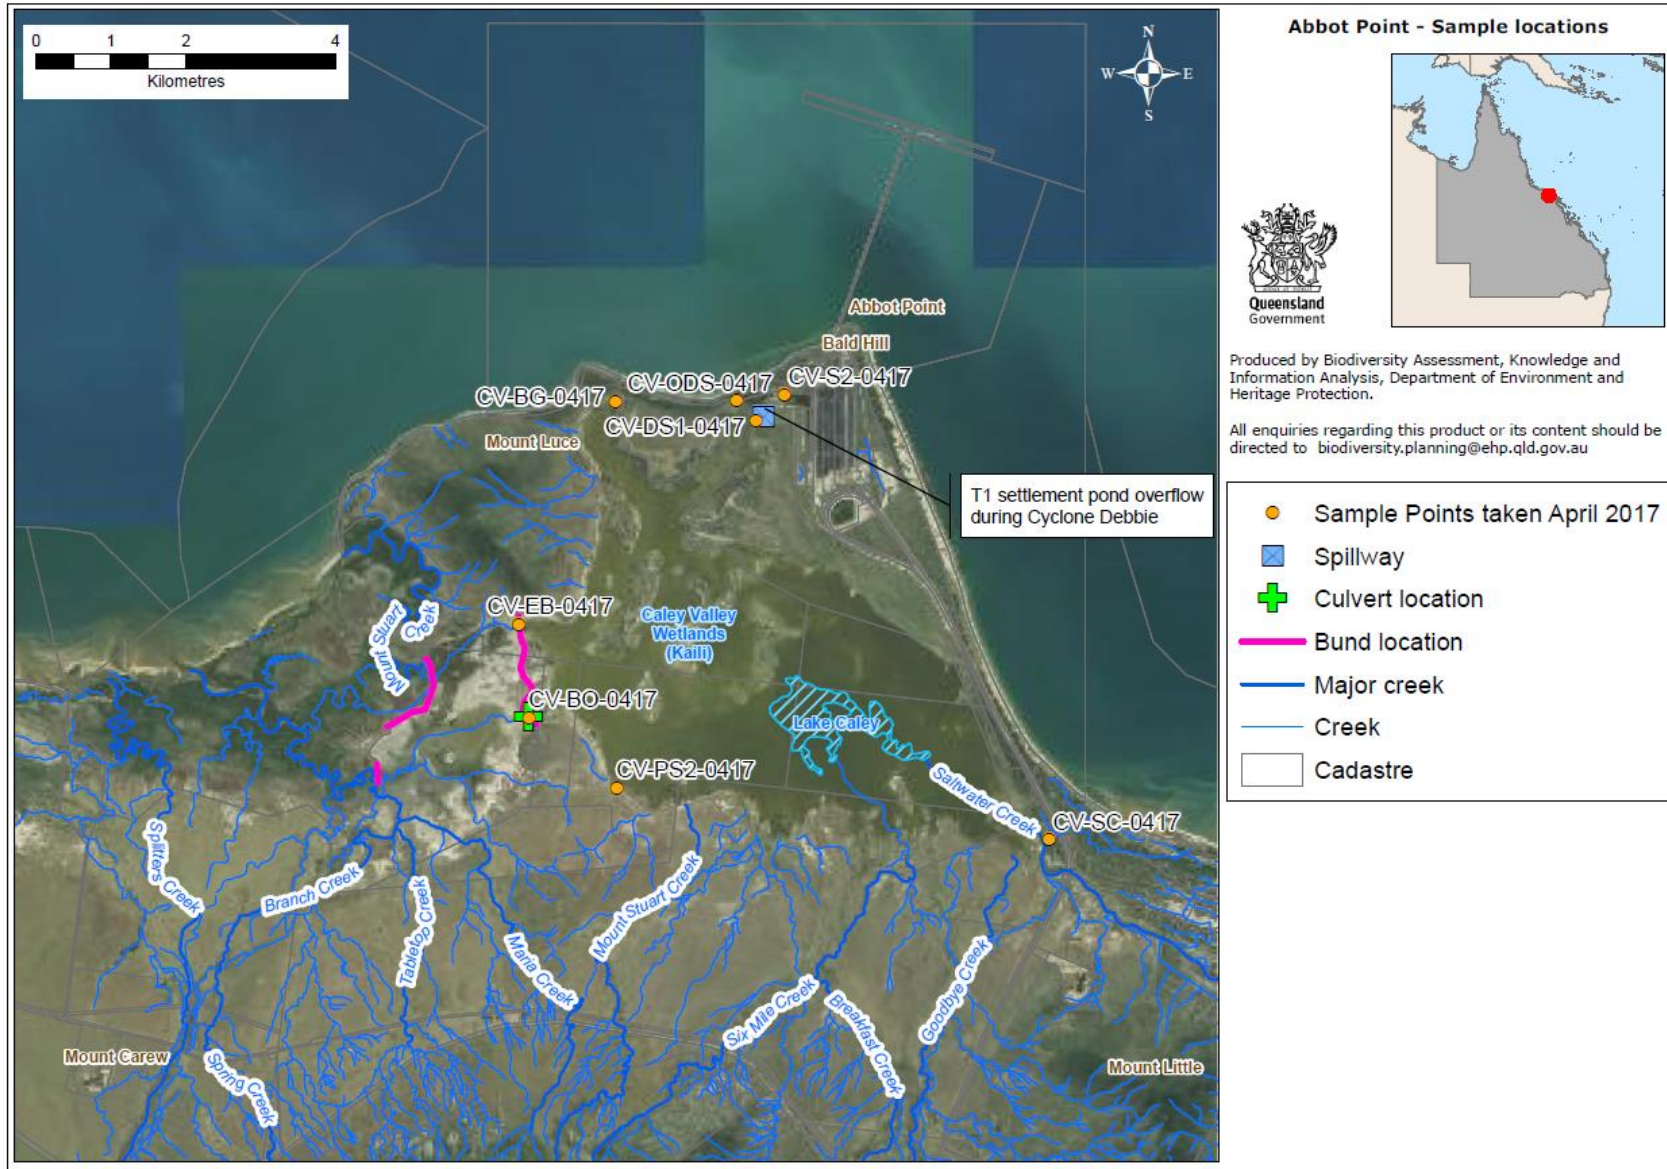 0 1 2 4
Kilometres
N
W E
S
Abbot Point
Bald Hill
CV-BG-0417
CV-ODS-0417
CV-S2-0417
CV-DS1-0417
Mount Luce
T1 settlement pond overflow
during Cyclone Debbie
CV-EB-0417
Caley Valley
Wetlands
(Kaili)
Mount Stuart
Creek
CV-BO-0417
Lake Caley
CV-PS2-0417
Saltwater Creek
CV-SC-0417
Splitters Creek
Branch Creek
Tabletop Creek
Maria Creek
Mount Stuart Creek
Six Mile Creek
Breakfast Creek
Goodbye Creek
Mount Carew
Spring Creek
Mount Little
Abbot Point - Sample locations
Queensland
Government
Produced by Biodiversity Assessment, Knowledge and
Information Analysis, Department of Environment and
Heritage Protection.
All enquiries regarding this product or its content should be
directed to biodiversity.planning@ehp.qld.gov.au
Sample Points taken April 2017
Spillway
Culvert location
Bund location
Major creek
Creek
Cadastre